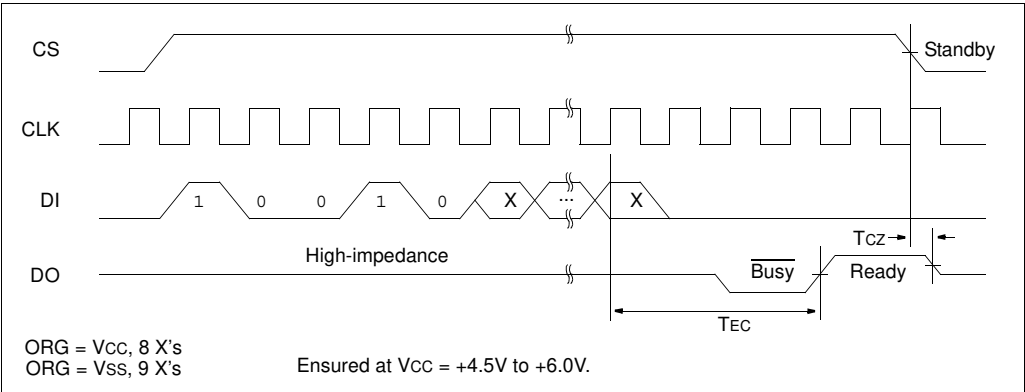 CS
Standby
CLK
DI
1 0 0 1 0 X ... X
TCZ
High-impedance
DO
Busy
Ready
TEC
ORG = VCC, 8 X's
ORG = VSS, 9 X's
Ensured at VCC = +4.5V to +6.0V.